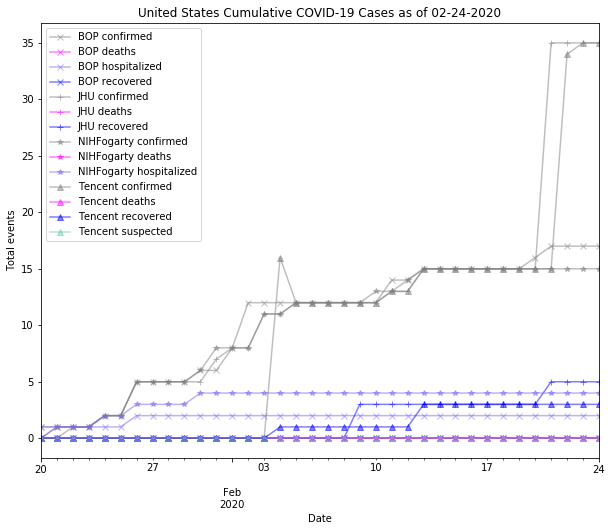 United States Cumulative COVID-19 Cases as of 02-24-2020
35
30
25
20
15
10
5
0
Total events
BOP confirmed
BOP deaths
BOP hospitalized
BOP recovered
JHU confirmed
JHU deaths
JHU recovered
NIHFogarty confirmed
NIHFogarty deaths
NIHFogarty hospitalized
Tencent confirmed
Tencent deaths
Tencent recovered
Tencent suspected
20 27 03 10 17 24
Feb
2020
Date